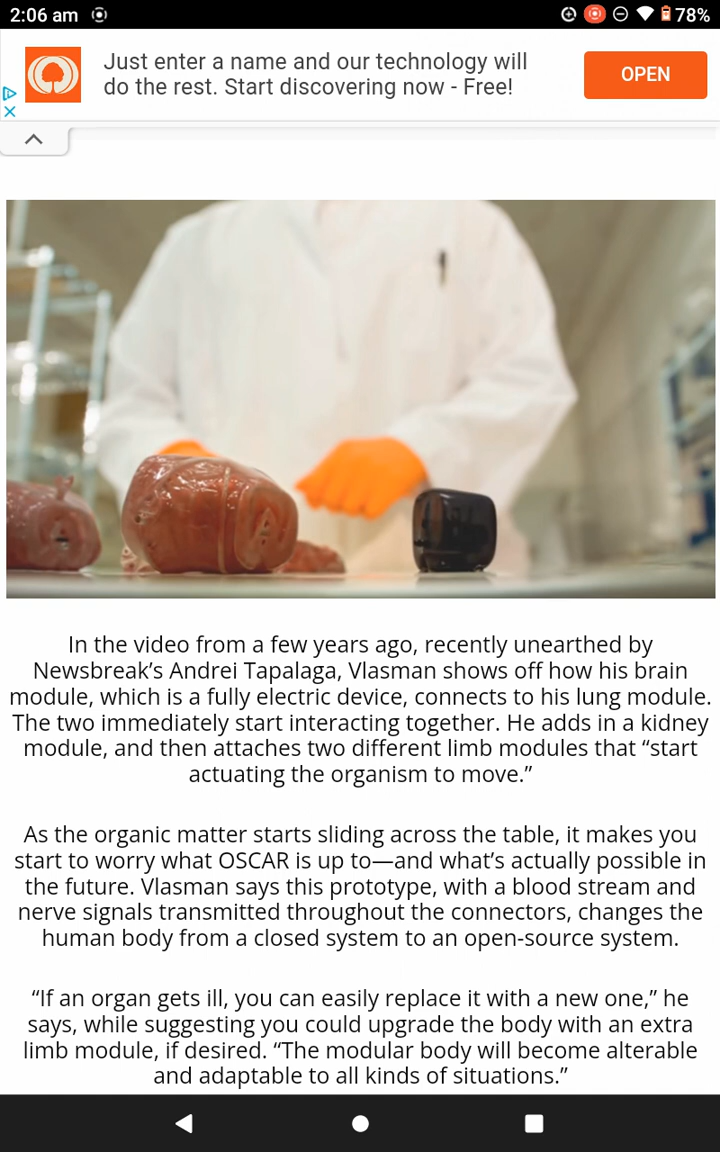 2:06 am
78%
Just enter a name and our technology will
do the rest. Start discovering now - Free!
OPEN
In the video from a few years ago, recently unearthed by
Newsbreak’s Andrei Tapalaga, Vlasman shows off how his brain
module, which is a fully electric device, connects to his lung module.
The two immediately start interacting together. He adds in a kidney
module, and then attaches two different limb modules that “start
actuating the organism to move.”
As the organic matter starts sliding across the table, it makes you
start to worry what OSCAR is up to—and what’s actually possible in
the future. Vlasman says this prototype, with a blood stream and
nerve signals transmitted throughout the connectors, changes the
human body from a closed system to an open-source system.
“If an organ gets ill, you can easily replace it with a new one,” he
says, while suggesting you could upgrade the body with an extra
limb module, if desired. “The modular body will become alterable
and adaptable to all kinds of situations.”